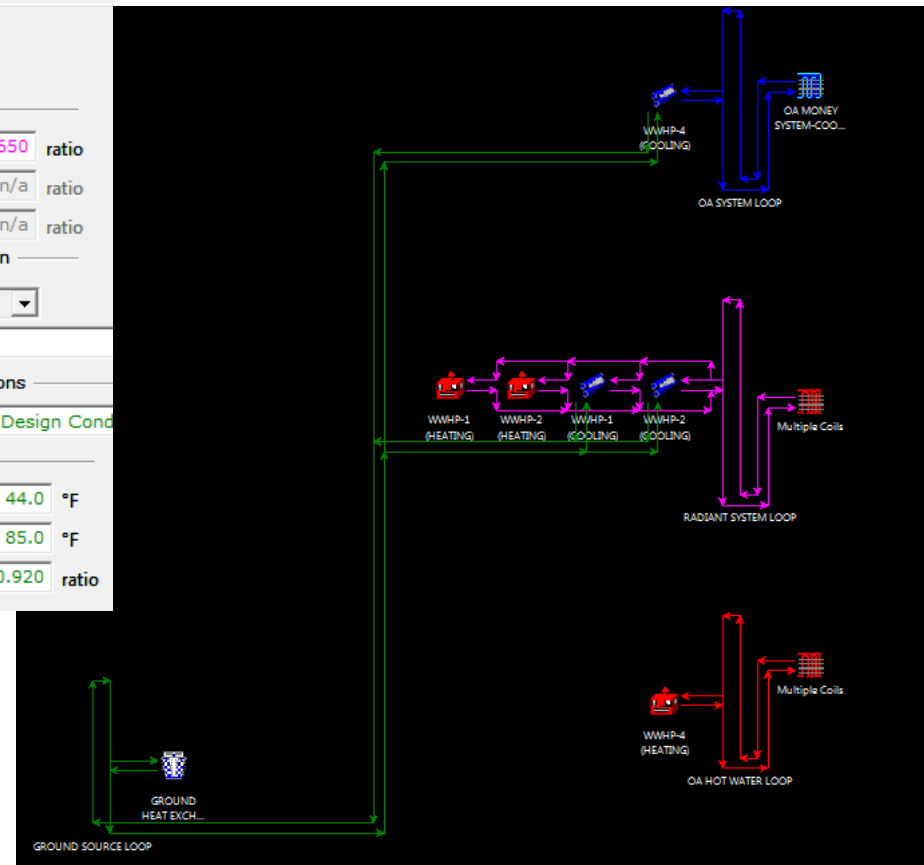 650 ratio
n/a ratio
n/a ratio
n
ons
Design Cond
44.0 °F
85.0 °F
0.920 ratio
WWHP-4
(COOLING)
OA MONEY
SYSTEM-COO...
OA SYSTEM LOOP
WWHP-1
(HEATING)
WWHP-2
(HEATING)
WWHP-1
(COOLING)
WWHP-2
(COOLING)
Multiple Coils
RADIANT SYSTEM LOOP
WWHP-4
(HEATING)
Multiple Coils
OA HOT WATER LOOP
GROUND
HEAT EXCH...
GROUND SOURCE LOOP